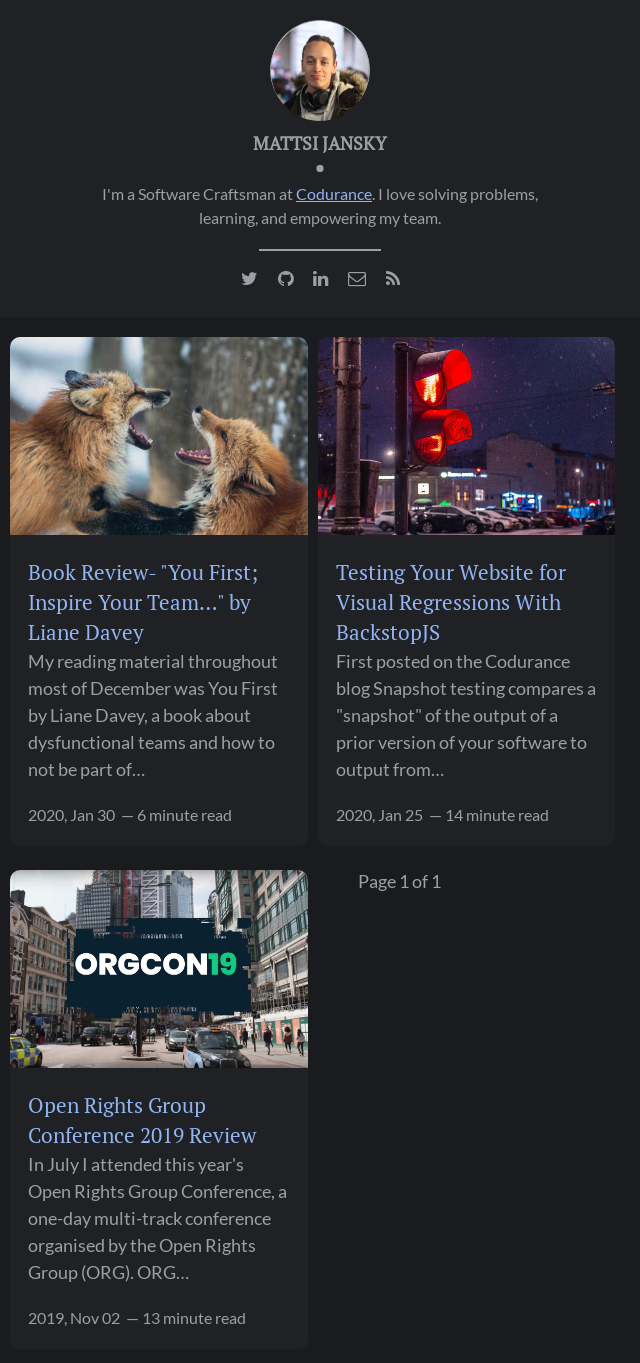 MATTSI JANSKY
I'm a Software Craftsman at Codurance. I love solving problems,
learning, and empowering my team.
Book Review- "You First;
Inspire Your Team..." by
Liane Davey
My reading material throughout
most of December was You First
by Liane Davey, a book about
dysfunctional teams and how to
not be part of…
2020, Jan 30 — 6 minute read
Testing Your Website for
Visual Regressions With
BackstopJS
First posted on the Codurance
blog Snapshot testing compares a
"snapshot" of the output of a
prior version of your software to
output from…
2020, Jan 25 — 14 minute read
ORGCON19
Open Rights Group
Conference 2019 Review
In July I attended this year's
Open Rights Group Conference, a
one-day multi-track conference
organised by the Open Rights
Group (ORG). ORG…
2019, Nov 02 — 13 minute read
Page 1 of 1